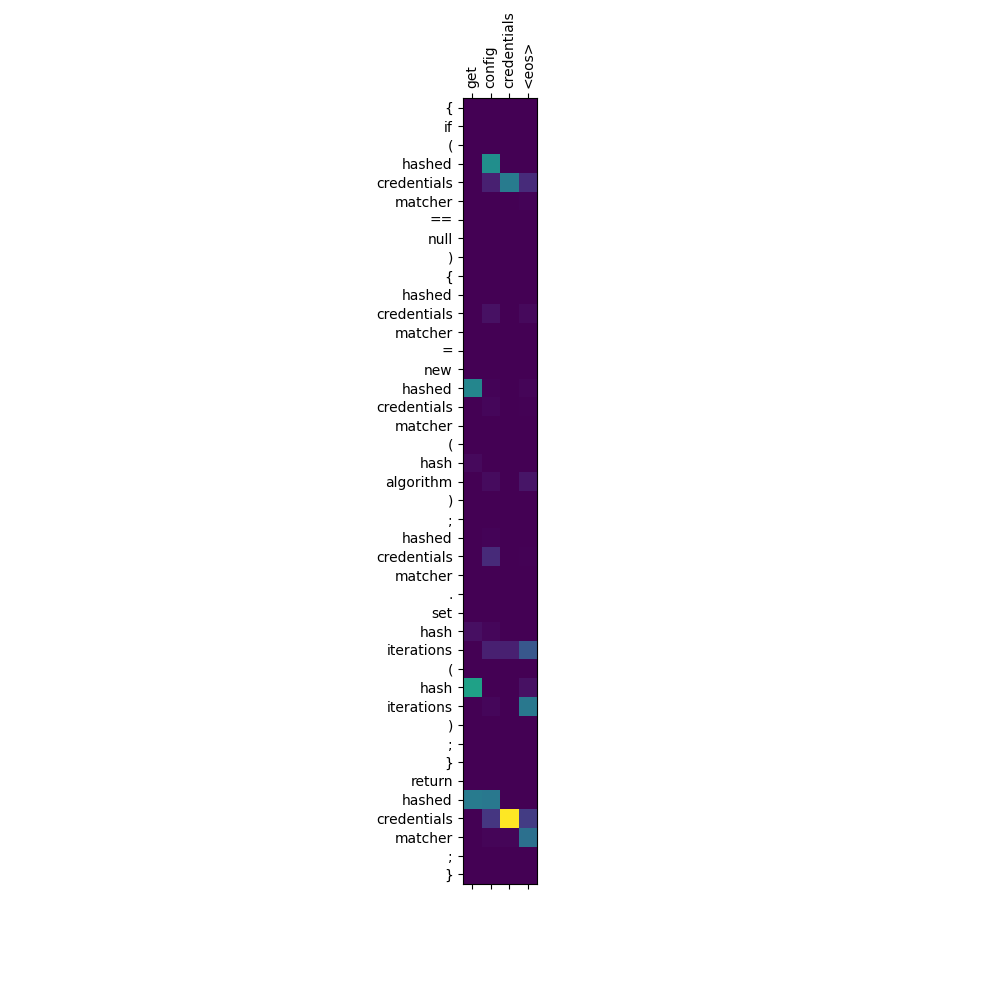 get
config
credentials
<eos>
{
if
(
hashed
credentials
matcher
==
null
)
{
hashed
credentials
matcher
=
new
hashed
credentials
matcher
(
hash
algorithm
)
;
hashed
credentials
matcher
.
set
hash
iterations
(
hash
iterations
)
;
}
return
hashed
credentials
matcher
;
}